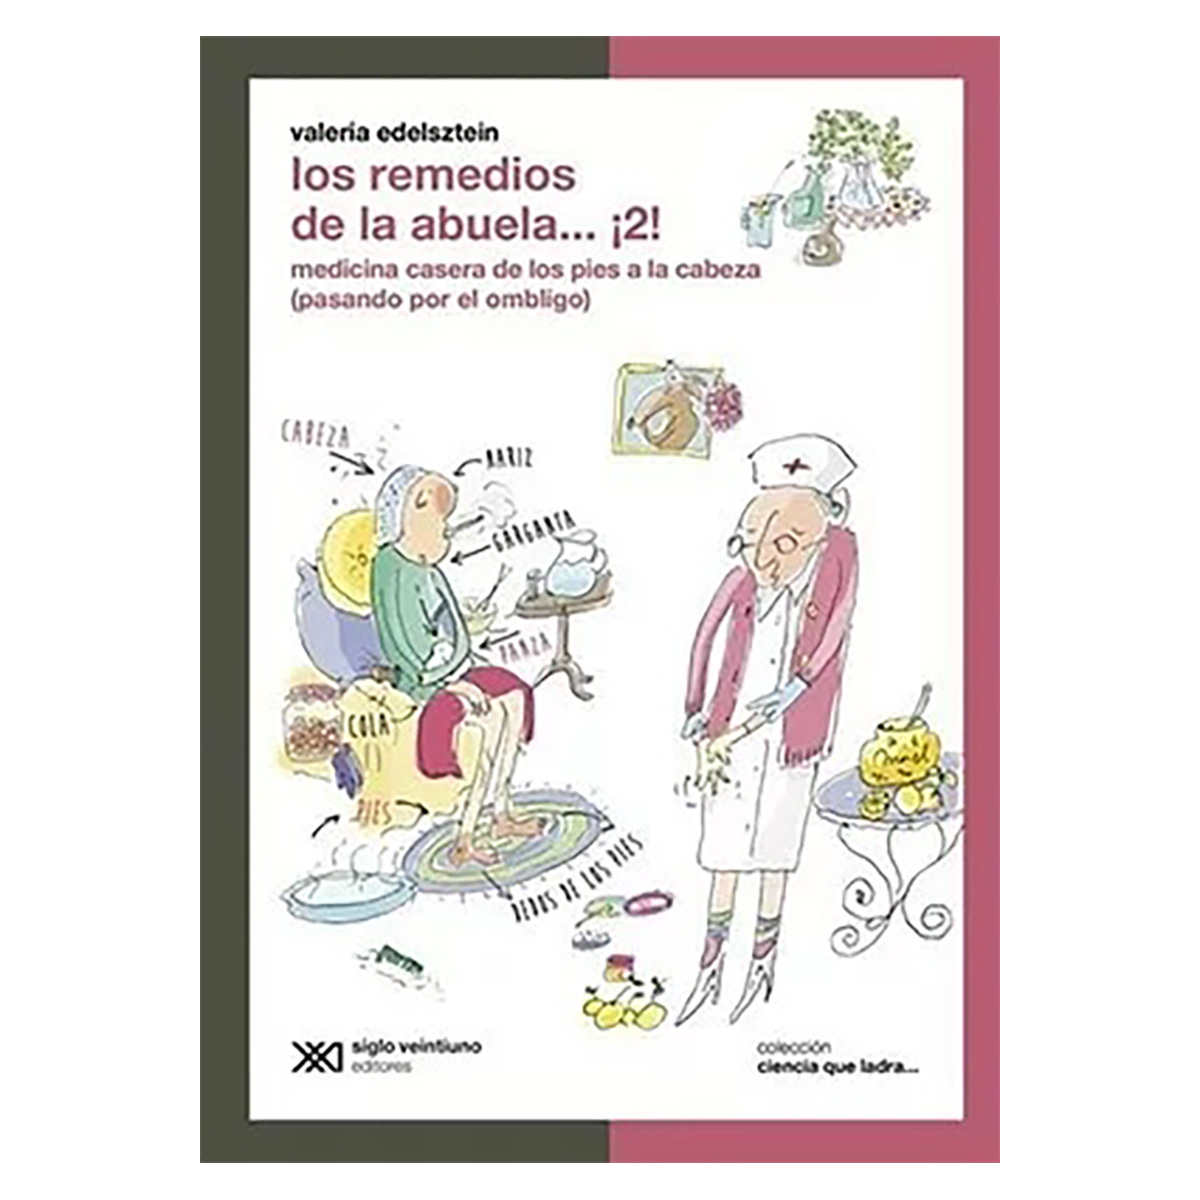 valeria edelsztein
los remedios
de la abuela... ¡2!
medicina casera de los pies a la cabeza
(pasando por el ombligo)
CABEZA
NARIZ
GARGANTA
PANZA
COLA
PIES
DEDOS DE LOS PIES
siglo veintiuno
editores
colección
ciencia que ladra...